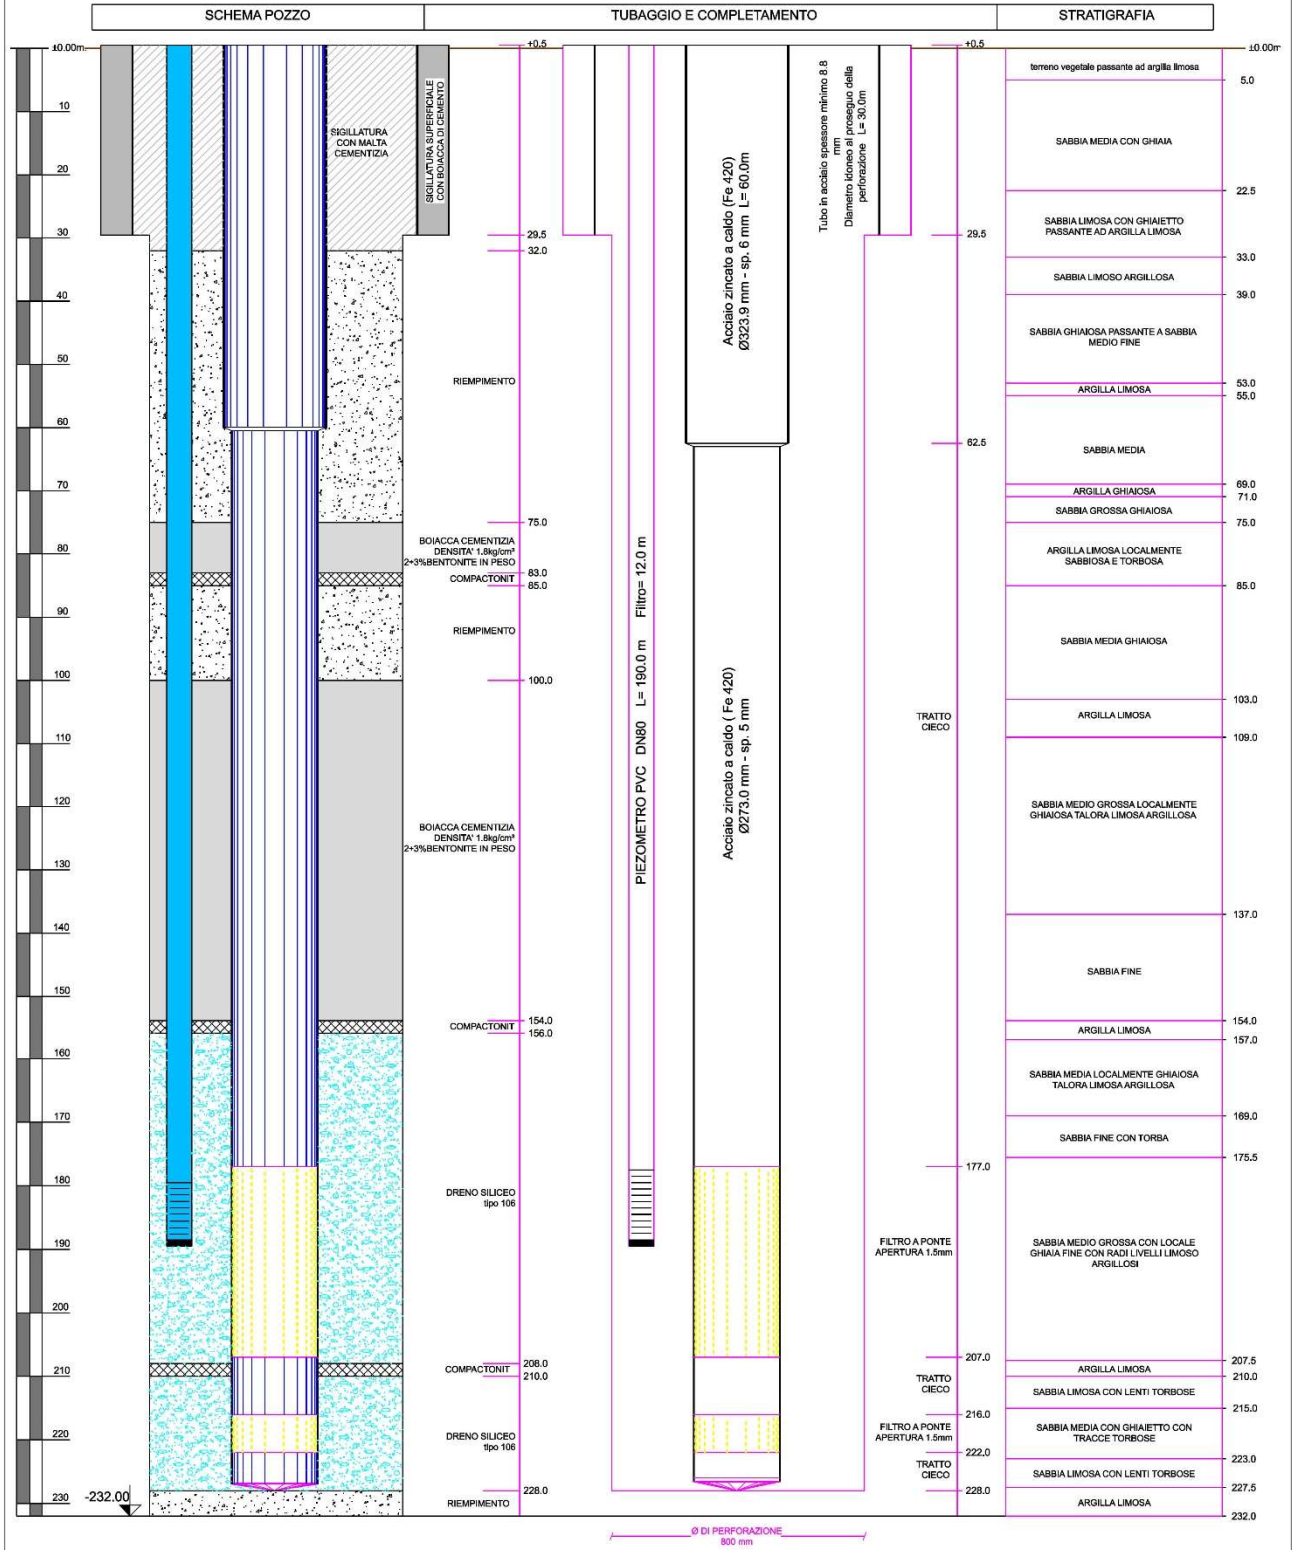 SCHEMA POZZO
TUBAGGIO E COMPLETAMENTO
STRATIGRAFIA
±0.00m
10
20
30
40
50
60
70
80
90
100
110
120
130
140
150
160
170
180
190
200
210
220
230
-232.00
SIGILLATURA
CON MALTA
CEMENTIZIA
SIGILLATURA SUPERFICIALE
CON BOIACCA DI CEMENTO
RIEMPIMENTO
BOIACCA CEMENTIZIA
DENSITA' 1.8kg/cm³
2÷3%BENTONITE IN PESO
COMPACTONIT
RIEMPIMENTO
BOIACCA CEMENTIZIA
DENSITA' 1.8kg/cm³
2÷3%BENTONITE IN PESO
COMPACTONIT
DRENO SILICEO
tipo 106
COMPACTONIT
DRENO SILICEO
tipo 106
RIEMPIMENTO
+0.5
29.5
32.0
75.0
83.0
85.0
100.0
154.0
156.0
208.0
210.0
228.0
PIEZOMETRO PVC DN80 L= 190.0 m Filtro= 12.0 m
Acciaio zincato a caldo (Fe 420)
Ø323.9 mm - sp. 6 mm L= 60.0m
Acciaio zincato a caldo ( Fe 420)
Ø273.0 mm - sp. 5 mm
Tubo in acciaio spessore minimo 8.8
mm
Diametro idoneo al proseguo della
perforazione L= 30.0m
TRATTO
CIECO
FILTRO A PONTE
APERTURA 1.5mm
TRATTO
CIECO
FILTRO A PONTE
APERTURA 1.5mm
TRATTO
CIECO
+0.5
29.5
62.5
177.0
207.0
216.0
222.0
228.0
Ø DI PERFORAZIONE
800 mm
±0.00m
terreno vegetale passante ad argilla limosa
5.0
SABBIA MEDIA CON GHIAIA
22.5
SABBIA LIMOSA CON GHIAIETTO
PASSANTE AD ARGILLA LIMOSA
33.0
SABBIA LIMOSO ARGILLOSA
39.0
SABBIA GHIAIOSA PASSANTE A SABBIA
MEDIO FINE
53.0
ARGILLA LIMOSA
55.0
SABBIA MEDIA
69.0
ARGILLA GHIAIOSA
71.0
SABBIA GROSSA GHIAIOSA
75.0
ARGILLA LIMOSA LOCALMENTE
SABBIOSA E TORBOSA
85.0
SABBIA MEDIA GHIAIOSA
103.0
ARGILLA LIMOSA
109.0
SABBIA MEDIO GROSSA LOCALMENTE
GHIAIOSA TALORA LIMOSA ARGILLOSA
137.0
SABBIA FINE
154.0
ARGILLA LIMOSA
157.0
SABBIA MEDIA LOCALMENTE GHIAIOSA
TALORA LIMOSA ARGILLOSA
169.0
SABBIA FINE CON TORBA
175.5
SABBIA MEDIO GROSSA CON LOCALE
GHIAIA FINE CON RADI LIVELLI LIMOSO
ARGILLOSI
207.5
ARGILLA LIMOSA
210.0
SABBIA LIMOSA CON LENTI TORBOSE
215.0
SABBIA MEDIA CON GHIAIETTO CON
TRACCE TORBOSE
223.0
SABBIA LIMOSA CON LENTI TORBOSE
227.5
ARGILLA LIMOSA
232.0